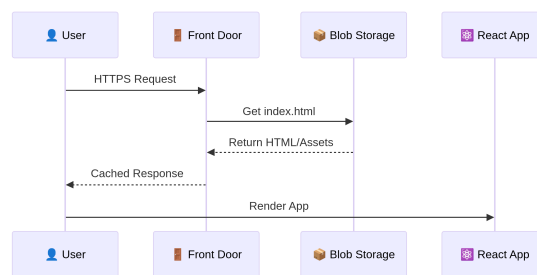 👤 User
🚪 Front Door
📦 Blob Storage
⚛️ React App
HTTPS Request
Get index.html
Return HTML/Assets
Cached Response
Render App
👤 User
🚪 Front Door
📦 Blob Storage
⚛️ React App